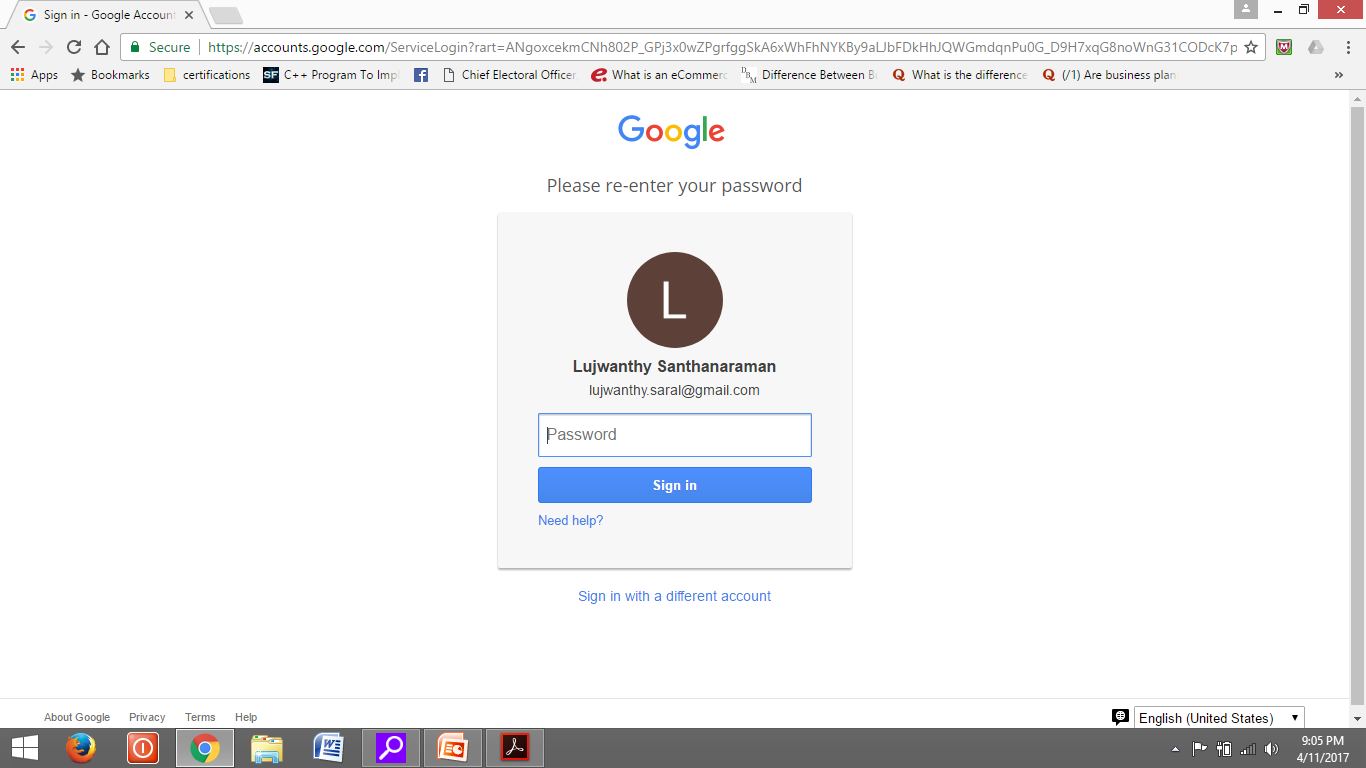 Sign in - Google Account
Secure
https://accounts.google.com/ServiceLogin?rart=ANgoxcekmCNh802P_GPj3x0wZPgrfggSkA6xWhFhNYKBy9aLJbFDkHhJQWGmdqnPu0G_D9H7xqG8noWnG31CODcK7p
Apps
Bookmarks
certifications
SF
C++ Program To Impl
Chief Electoral Officer
What is an eCommerc
DBM
Difference Between B
What is the difference
(/1) Are business plan
»
Google
Please re-enter your password
L
Lujwanthy Santhanaraman
lujwanthy.saral@gmail.com
Password
Sign in
Need help?
Sign in with a different account
About Google
Privacy
Terms
Help
English (United States)
9:05 PM
4/11/2017